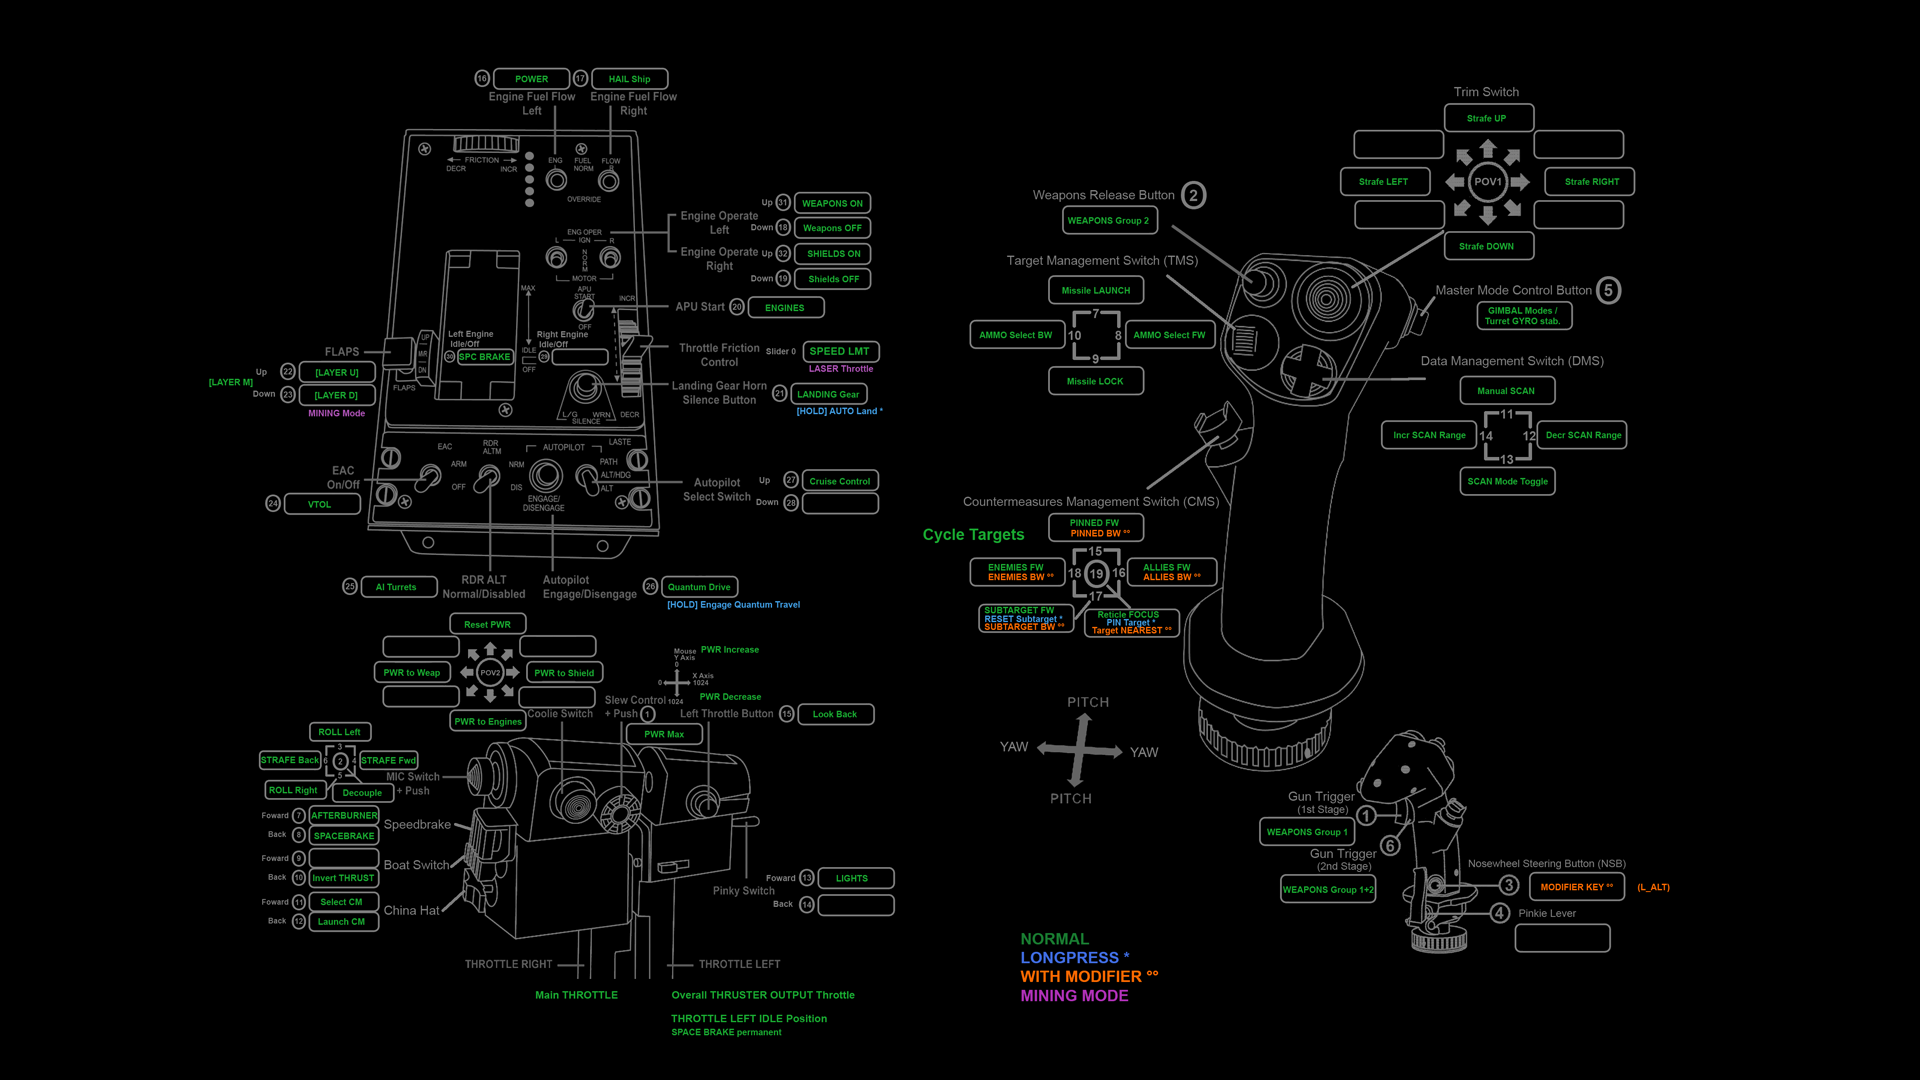 16 POWER 17 HAIL Ship
Engine Fuel Flow Left
Engine Fuel Flow Right
FRICTION
DECR INCR
ENG L
FUEL NORM
FLOW R
OVERRIDE
ENG OPER
L IGN R
NORM
MOTOR
Engine Operate Left
Up 31 WEAPONS ON
Down 18 Weapons OFF
Engine Operate Right
Up 32 SHIELDS ON
Down 19 Shields OFF
APU START
OFF
APU Start 20 ENGINES
MAX
IDLE
OFF
INCR
DECR
Throttle Friction Control
Slider 0 SPEED LMT
LASER Throttle
Landing Gear Horn Silence Button
21 LANDING Gear
[HOLD] AUTO Land *
Left Engine Idle/Off
30 SPC BRAKE
Right Engine Idle/Off
29
L/G WRN
SILENCE
FLAPS
UP
MVR
DN
FLAPS
[LAYER M]
Up 22 [LAYER U]
Down 23 [LAYER D]
MINING Mode
EAC
ARM
OFF
RDR ALTM
NRM
DIS
AUTOPILOT
ENGAGE/
DISENGAGE
LASTE
PATH
ALT/HDG
ALT
EAC On/Off
24 VTOL
Autopilot Select Switch
Up 27 Cruise Control
Down 28
25 AI Turrets
RDR ALT
Normal/Disabled
Autopilot
Engage/Disengage
26 Quantum Drive
[HOLD] Engage Quantum Travel
Reset PWR
PWR to Weap
POV2
PWR to Shield
PWR to Engines
Coolie Switch
Mouse
Y Axis
0
PWR Increase
0
X Axis
1024
1024
PWR Decrease
Slew Control
+ Push 1
PWR Max
Left Throttle Button 15 Look Back
ROLL Left
3
STRAFE Back 6 2 4 STRAFE Fwd
5
ROLL Right
Decouple
MIC Switch
+ Push
Foward 7 AFTERBURNER
Back 8 SPACEBRAKE
Speedbrake
Foward 9
Back 10 Invert THRUST
Boat Switch
Foward 11 Select CM
Back 12 Launch CM
China Hat
Pinky Switch
Foward 13 LIGHTS
Back 14
THROTTLE RIGHT
THROTTLE LEFT
Main THROTTLE
Overall THRUSTER OUTPUT Throttle
THROTTLE LEFT IDLE Position
SPACE BRAKE permanent
Trim Switch
Strafe UP
Strafe LEFT
POV1
Strafe RIGHT
Strafe DOWN
Weapons Release Button 2
WEAPONS Group 2
Target Management Switch (TMS)
Missile LAUNCH
7
AMMO Select BW 10 8 AMMO Select FW
9
Missile LOCK
Master Mode Control Button 5
GIMBAL Modes /
Turret GYRO stab.
Data Management Switch (DMS)
Manual SCAN
11
Incr SCAN Range 14 12 Decr SCAN Range
13
SCAN Mode Toggle
Countermeasures Management Switch (CMS)
Cycle Targets
PINNED FW
PINNED BW °°
15
ENEMIES FW
ENEMIES BW °°
18 19 16
ALLIES FW
ALLIES BW °°
17
SUBTARGET FW
RESET Subtarget *
SUBTARGET BW °°
Reticle FOCUS
PIN Target *
Target NEAREST °°
PITCH
YAW
YAW
PITCH
Gun Trigger
(1st Stage) 1
WEAPONS Group 1
6
Gun Trigger
(2nd Stage)
WEAPONS Group 1+2
Nosewheel Steering Button (NSB)
3 MODIFIER KEY °° (L_ALT)
4 Pinkie Lever
NORMAL
LONGPRESS *
WITH MODIFIER °°
MINING MODE